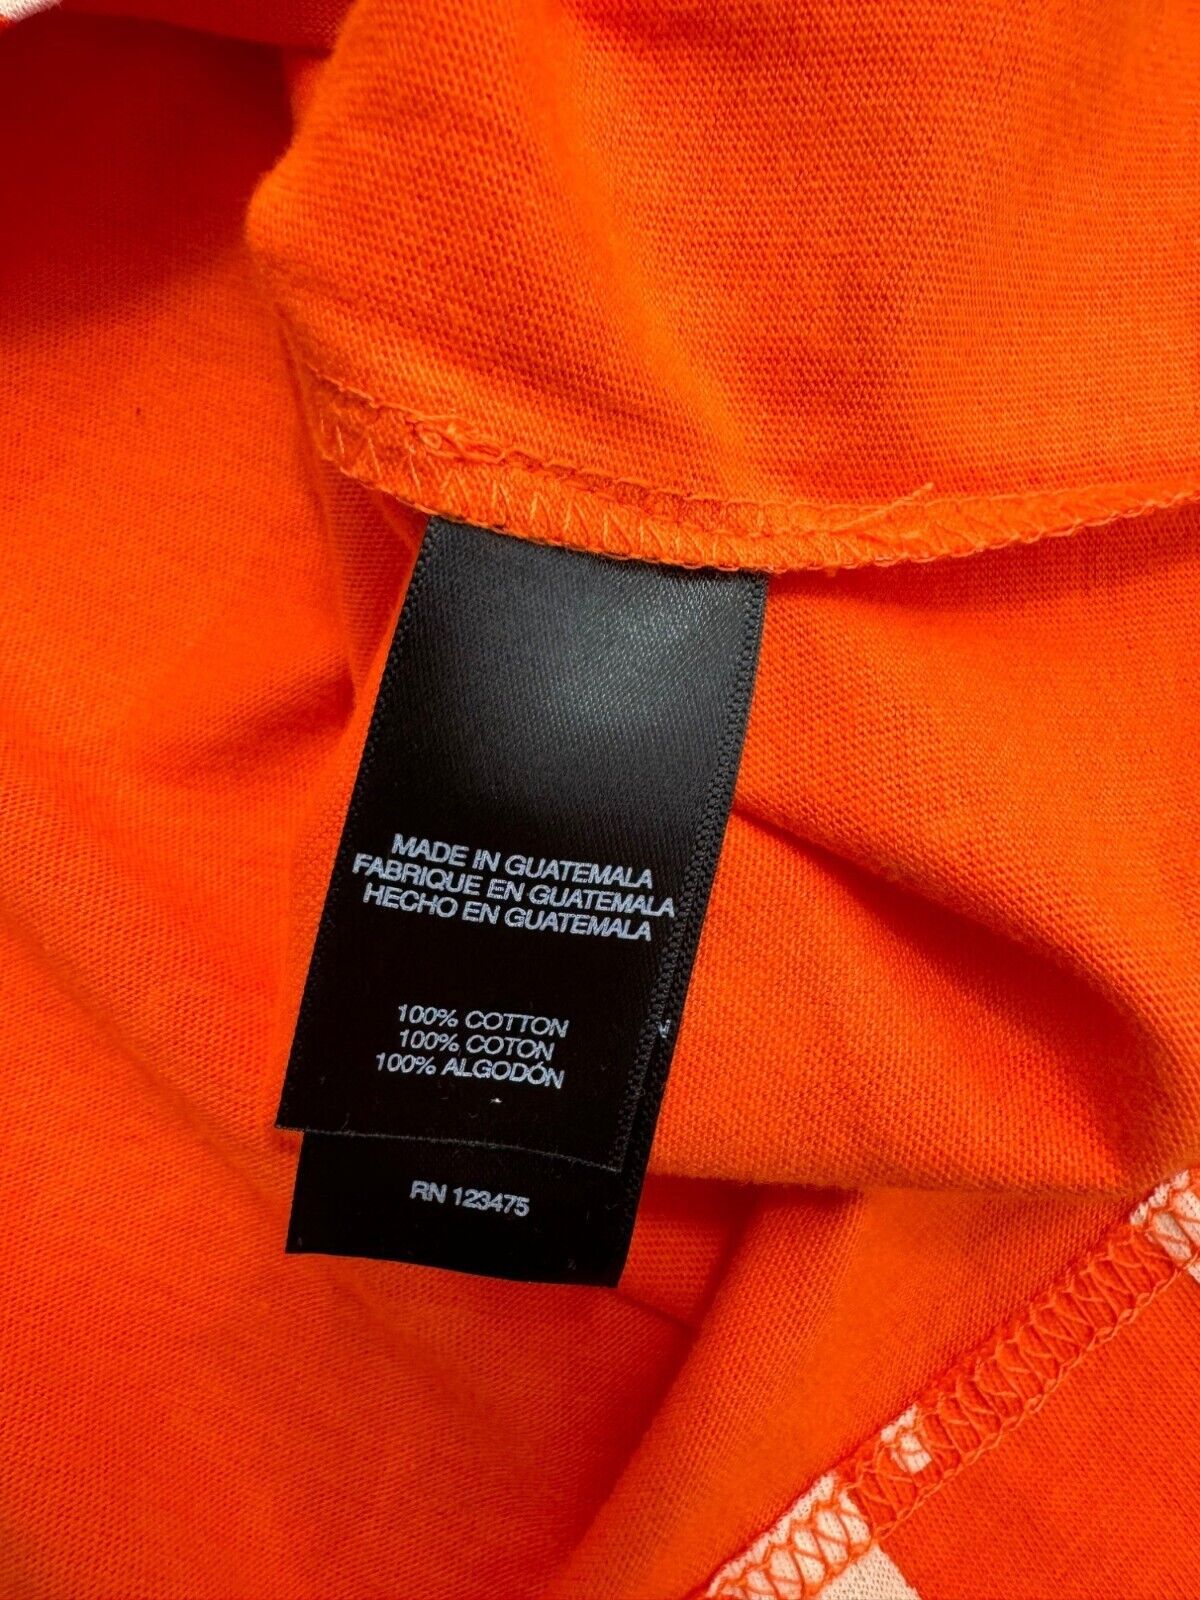 MADE IN GUATEMALA
FABRIQUE EN GUATEMALA
HECHO EN GUATEMALA
100% COTTON
100% COTON
100% ALGODÓN
N
RN 123475